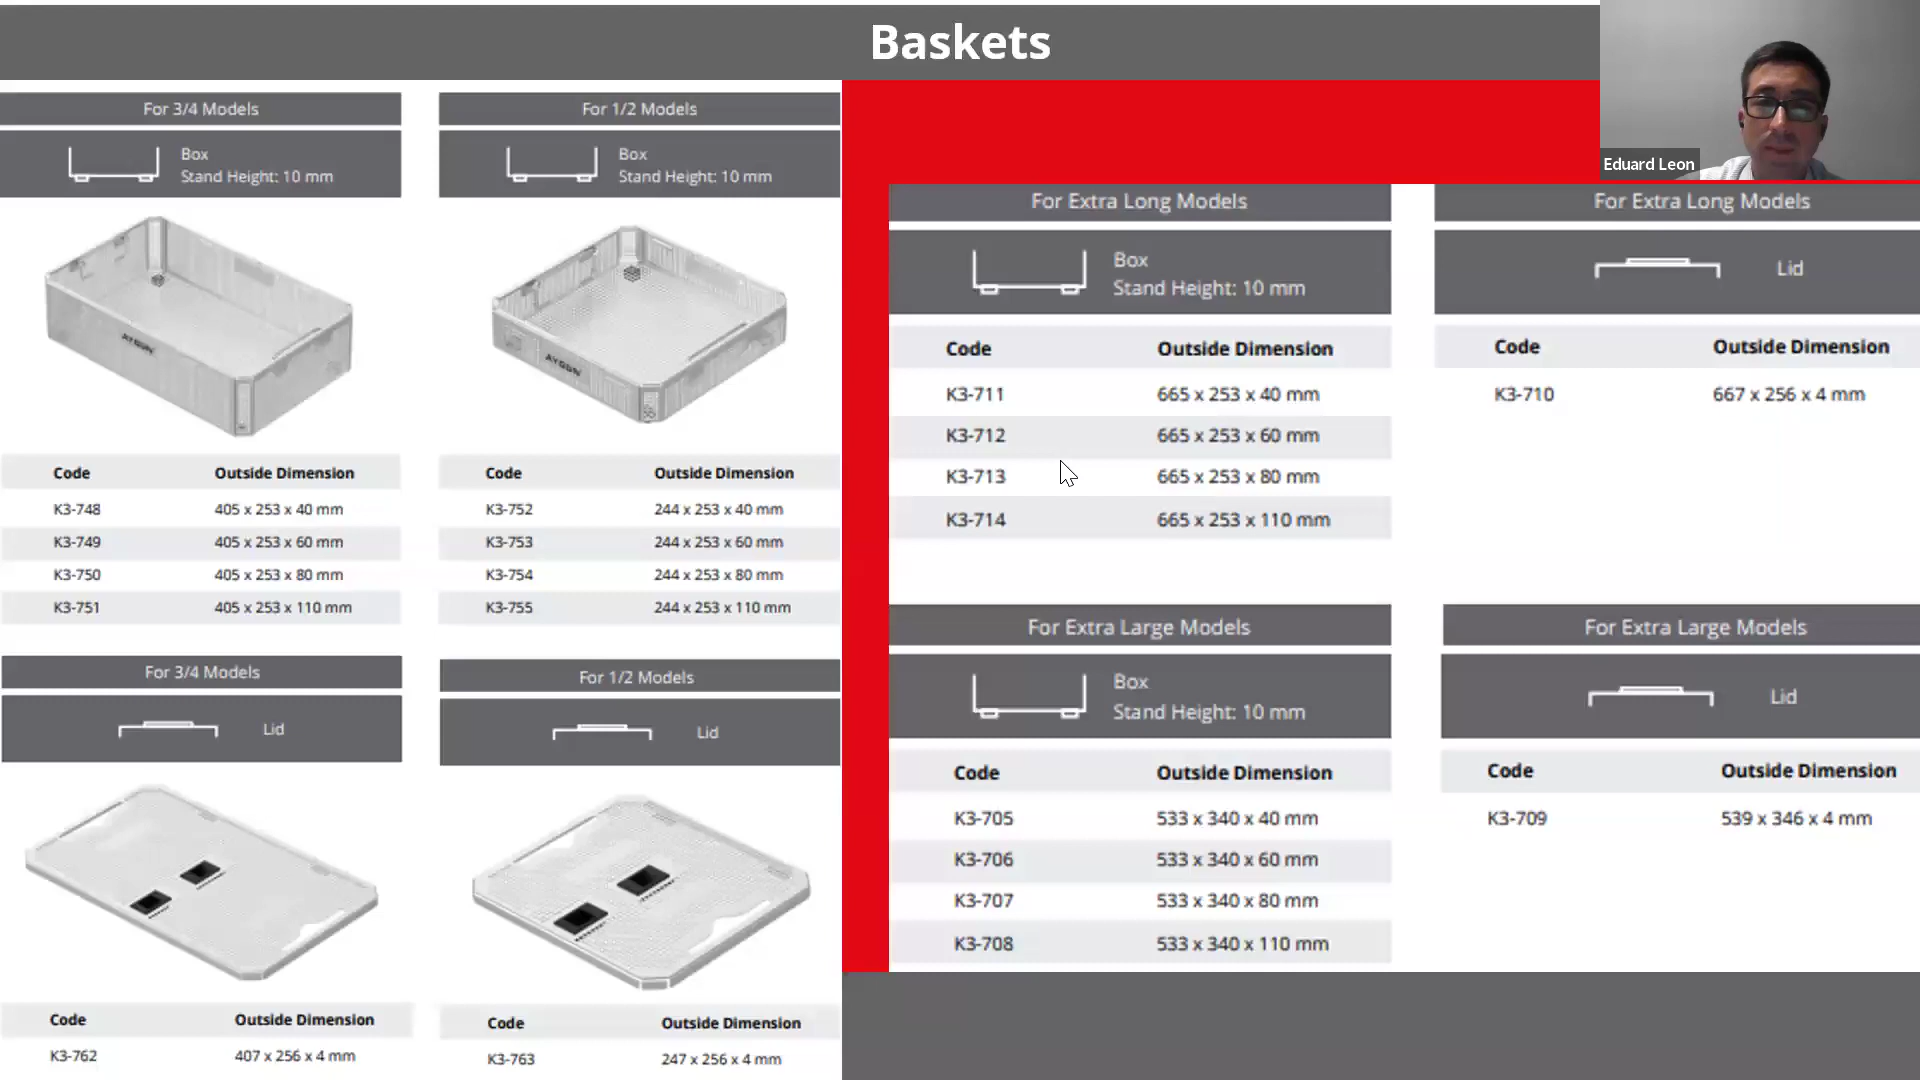 Baskets
Eduard Leon
For 3/4 Models
Box
Stand Height: 10 mm
AYGUN
Code Outside Dimension
K3-748 405 x 253 x 40 mm
K3-749 405 x 253 x 60 mm
K3-750 405 x 253 x 80 mm
K3-751 405 x 253 x 110 mm
For 1/2 Models
Box
Stand Height: 10 mm
AYGUN
Code Outside Dimension
K3-752 244 x 253 x 40 mm
K3-753 244 x 253 x 60 mm
K3-754 244 x 253 x 80 mm
K3-755 244 x 253 x 110 mm
For 3/4 Models
Lid
Code Outside Dimension
K3-762 407 x 256 x 4 mm
For 1/2 Models
Lid
Code Outside Dimension
K3-763 247 x 256 x 4 mm
For Extra Long Models
Box
Stand Height: 10 mm
Code Outside Dimension
K3-711 665 x 253 x 40 mm
K3-712 665 x 253 x 60 mm
K3-713 665 x 253 x 80 mm
K3-714 665 x 253 x 110 mm
For Extra Long Models
Lid
Code Outside Dimension
K3-710 667 x 256 x 4 mm
For Extra Large Models
Box
Stand Height: 10 mm
Code Outside Dimension
K3-705 533 x 340 x 40 mm
K3-706 533 x 340 x 60 mm
K3-707 533 x 340 x 80 mm
K3-708 533 x 340 x 110 mm
For Extra Large Models
Lid
Code Outside Dimension
K3-709 539 x 346 x 4 mm